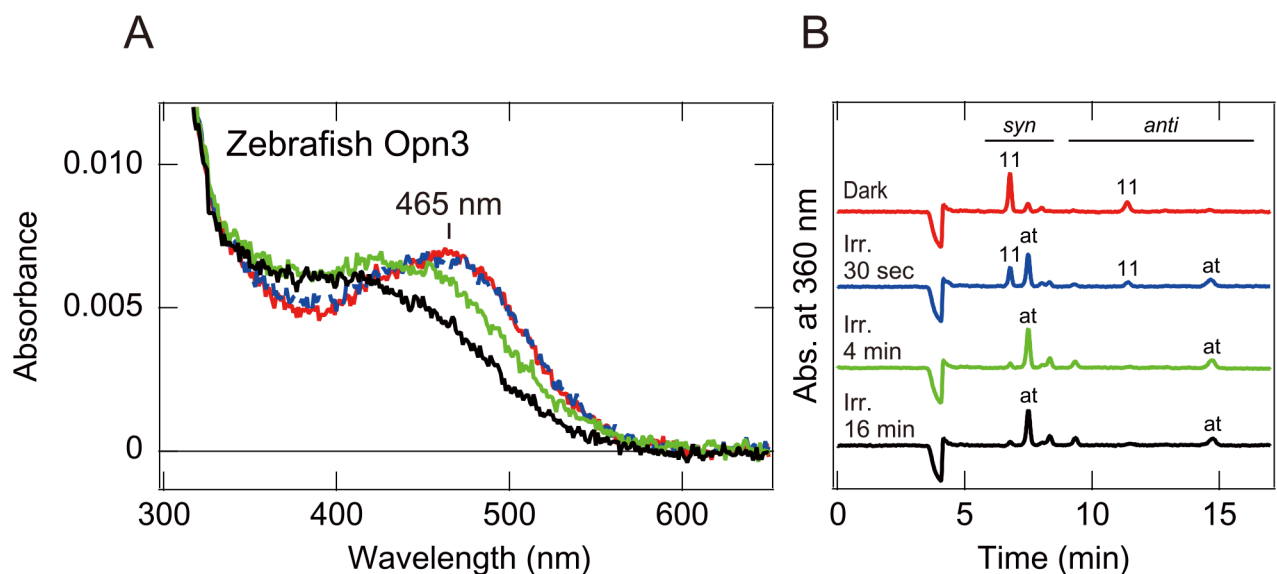 A
Absorbance
0.010
0.005
0
Zebrafish Opn3
465 nm
300
400
500
600
Wavelength (nm)
B
Abs. at 360 nm
syn
anti
11
11
Dark
at
11
11
at
Irr.
30 sec
at
at
Irr.
4 min
at
at
Irr.
16 min
0
5
10
15
Time (min)